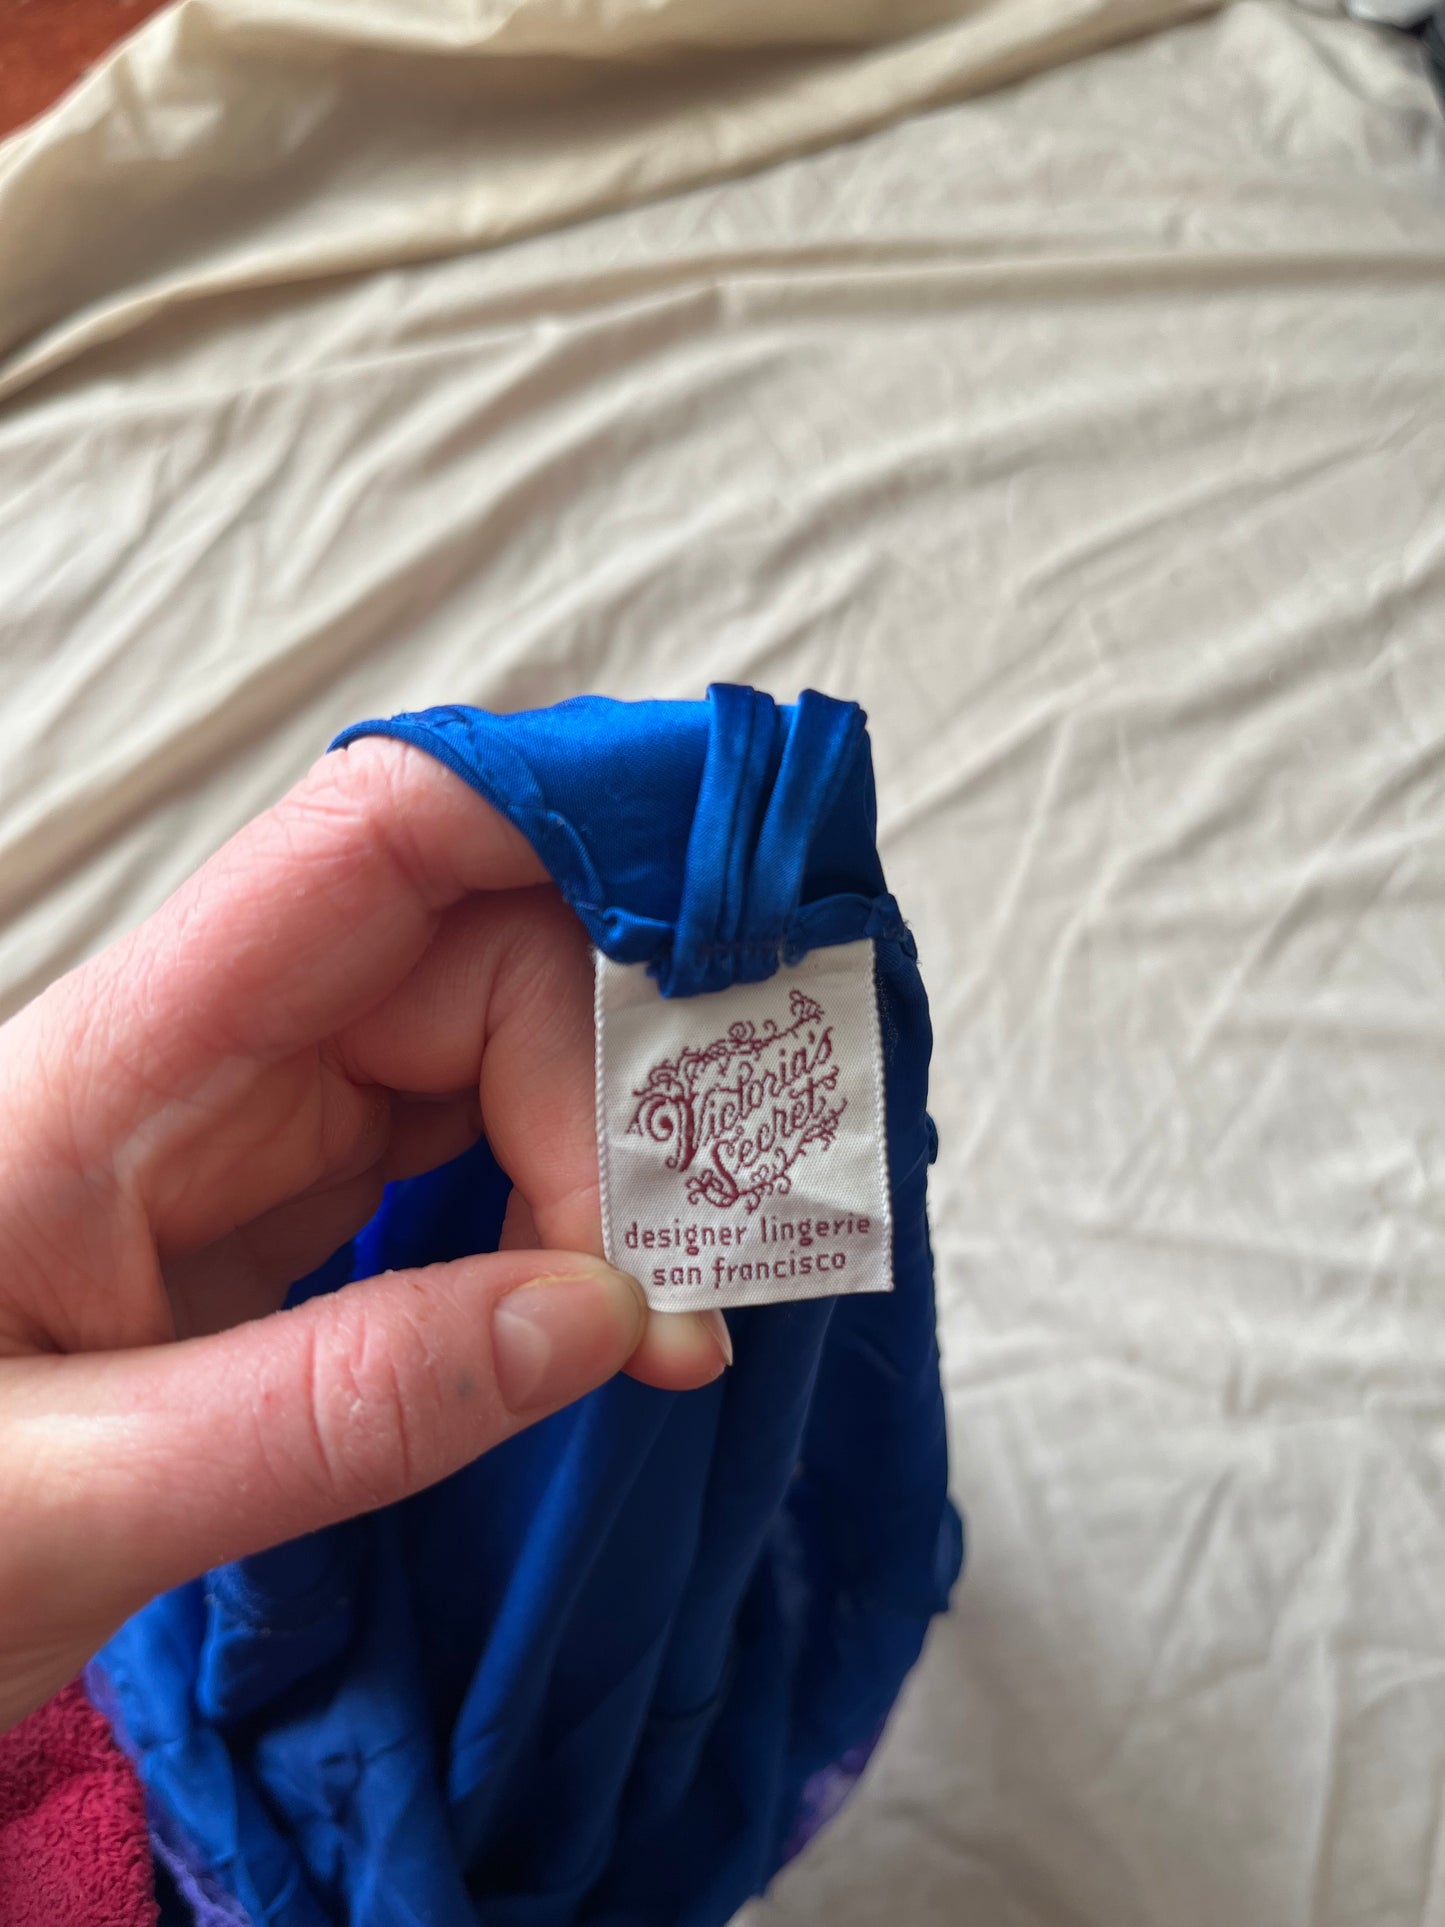 Victoria's
Secret
designer lingerie
san francisco